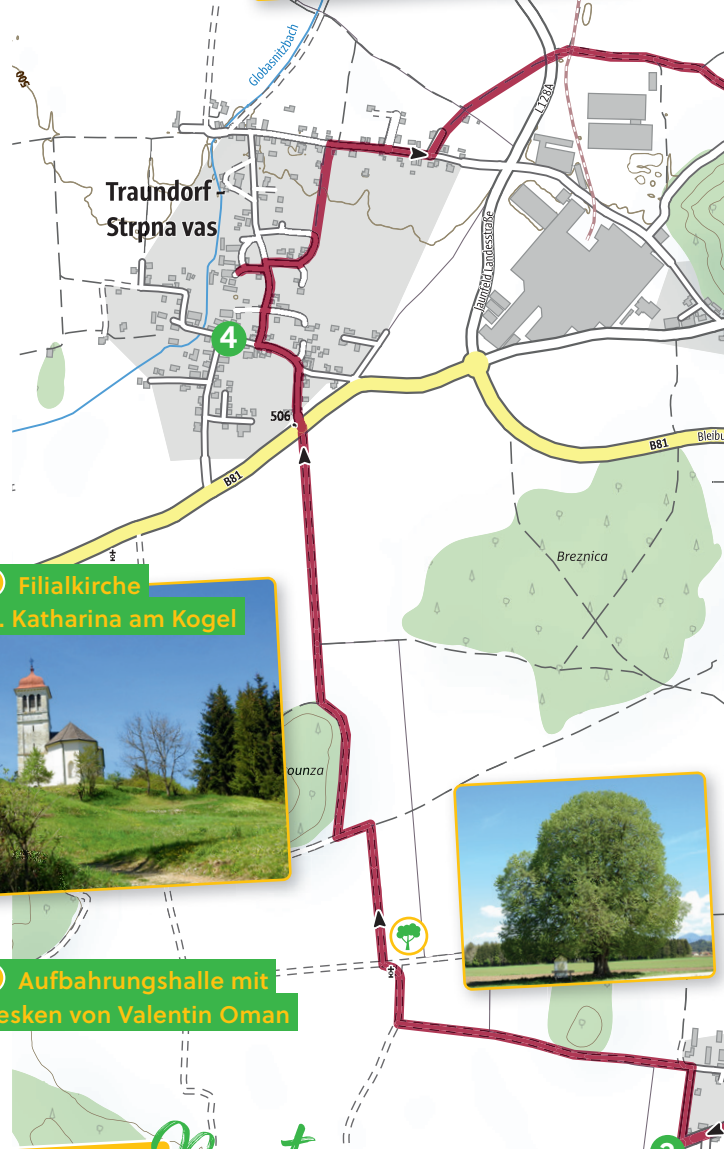 Globasnitzbach
500
L128A
Traundorf -
Strpna vas
Jaunfeld Landesstraße
4
506
B81
B81
Bleibu
Breznica
Filialkirche
. Katharina am Kogel
ounza
Aufbahrungshalle mit
esken von Valentin Oman